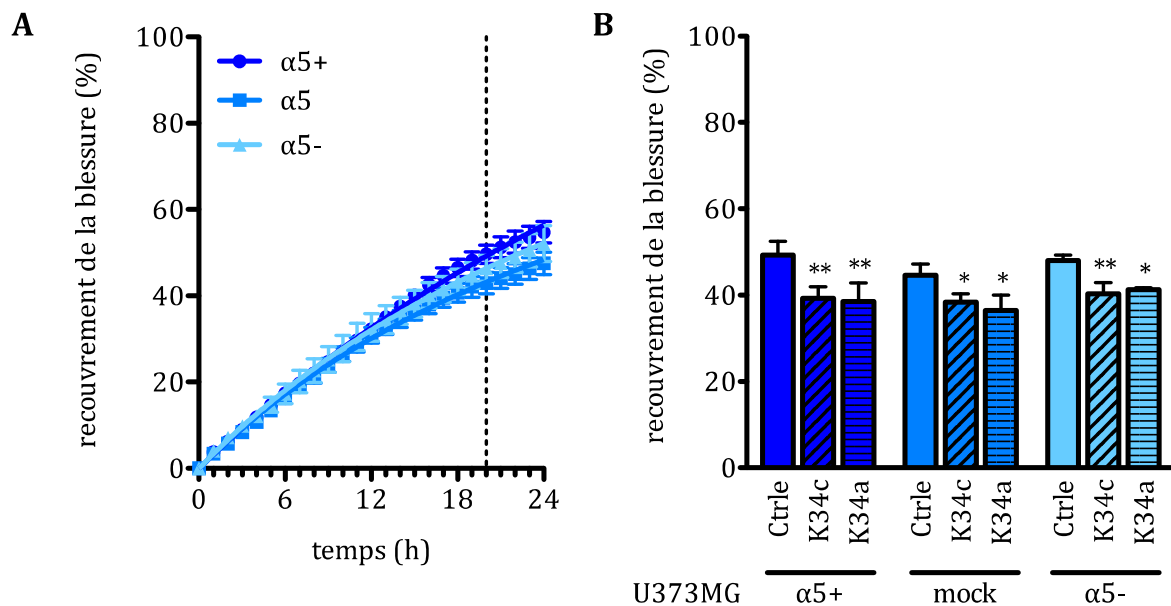 A
recouvrement de la blessure (%)
100
80
60
40
20
0
α5+
α5
α5-
0 6 12 18 24
temps (h)
B
recouvrement de la blessure (%)
100
80
60
40
20
0
** ** * * ** *
Ctrle K34c K34a Ctrle K34c K34a Ctrle K34c K34a
U373MG α5+ mock α5-